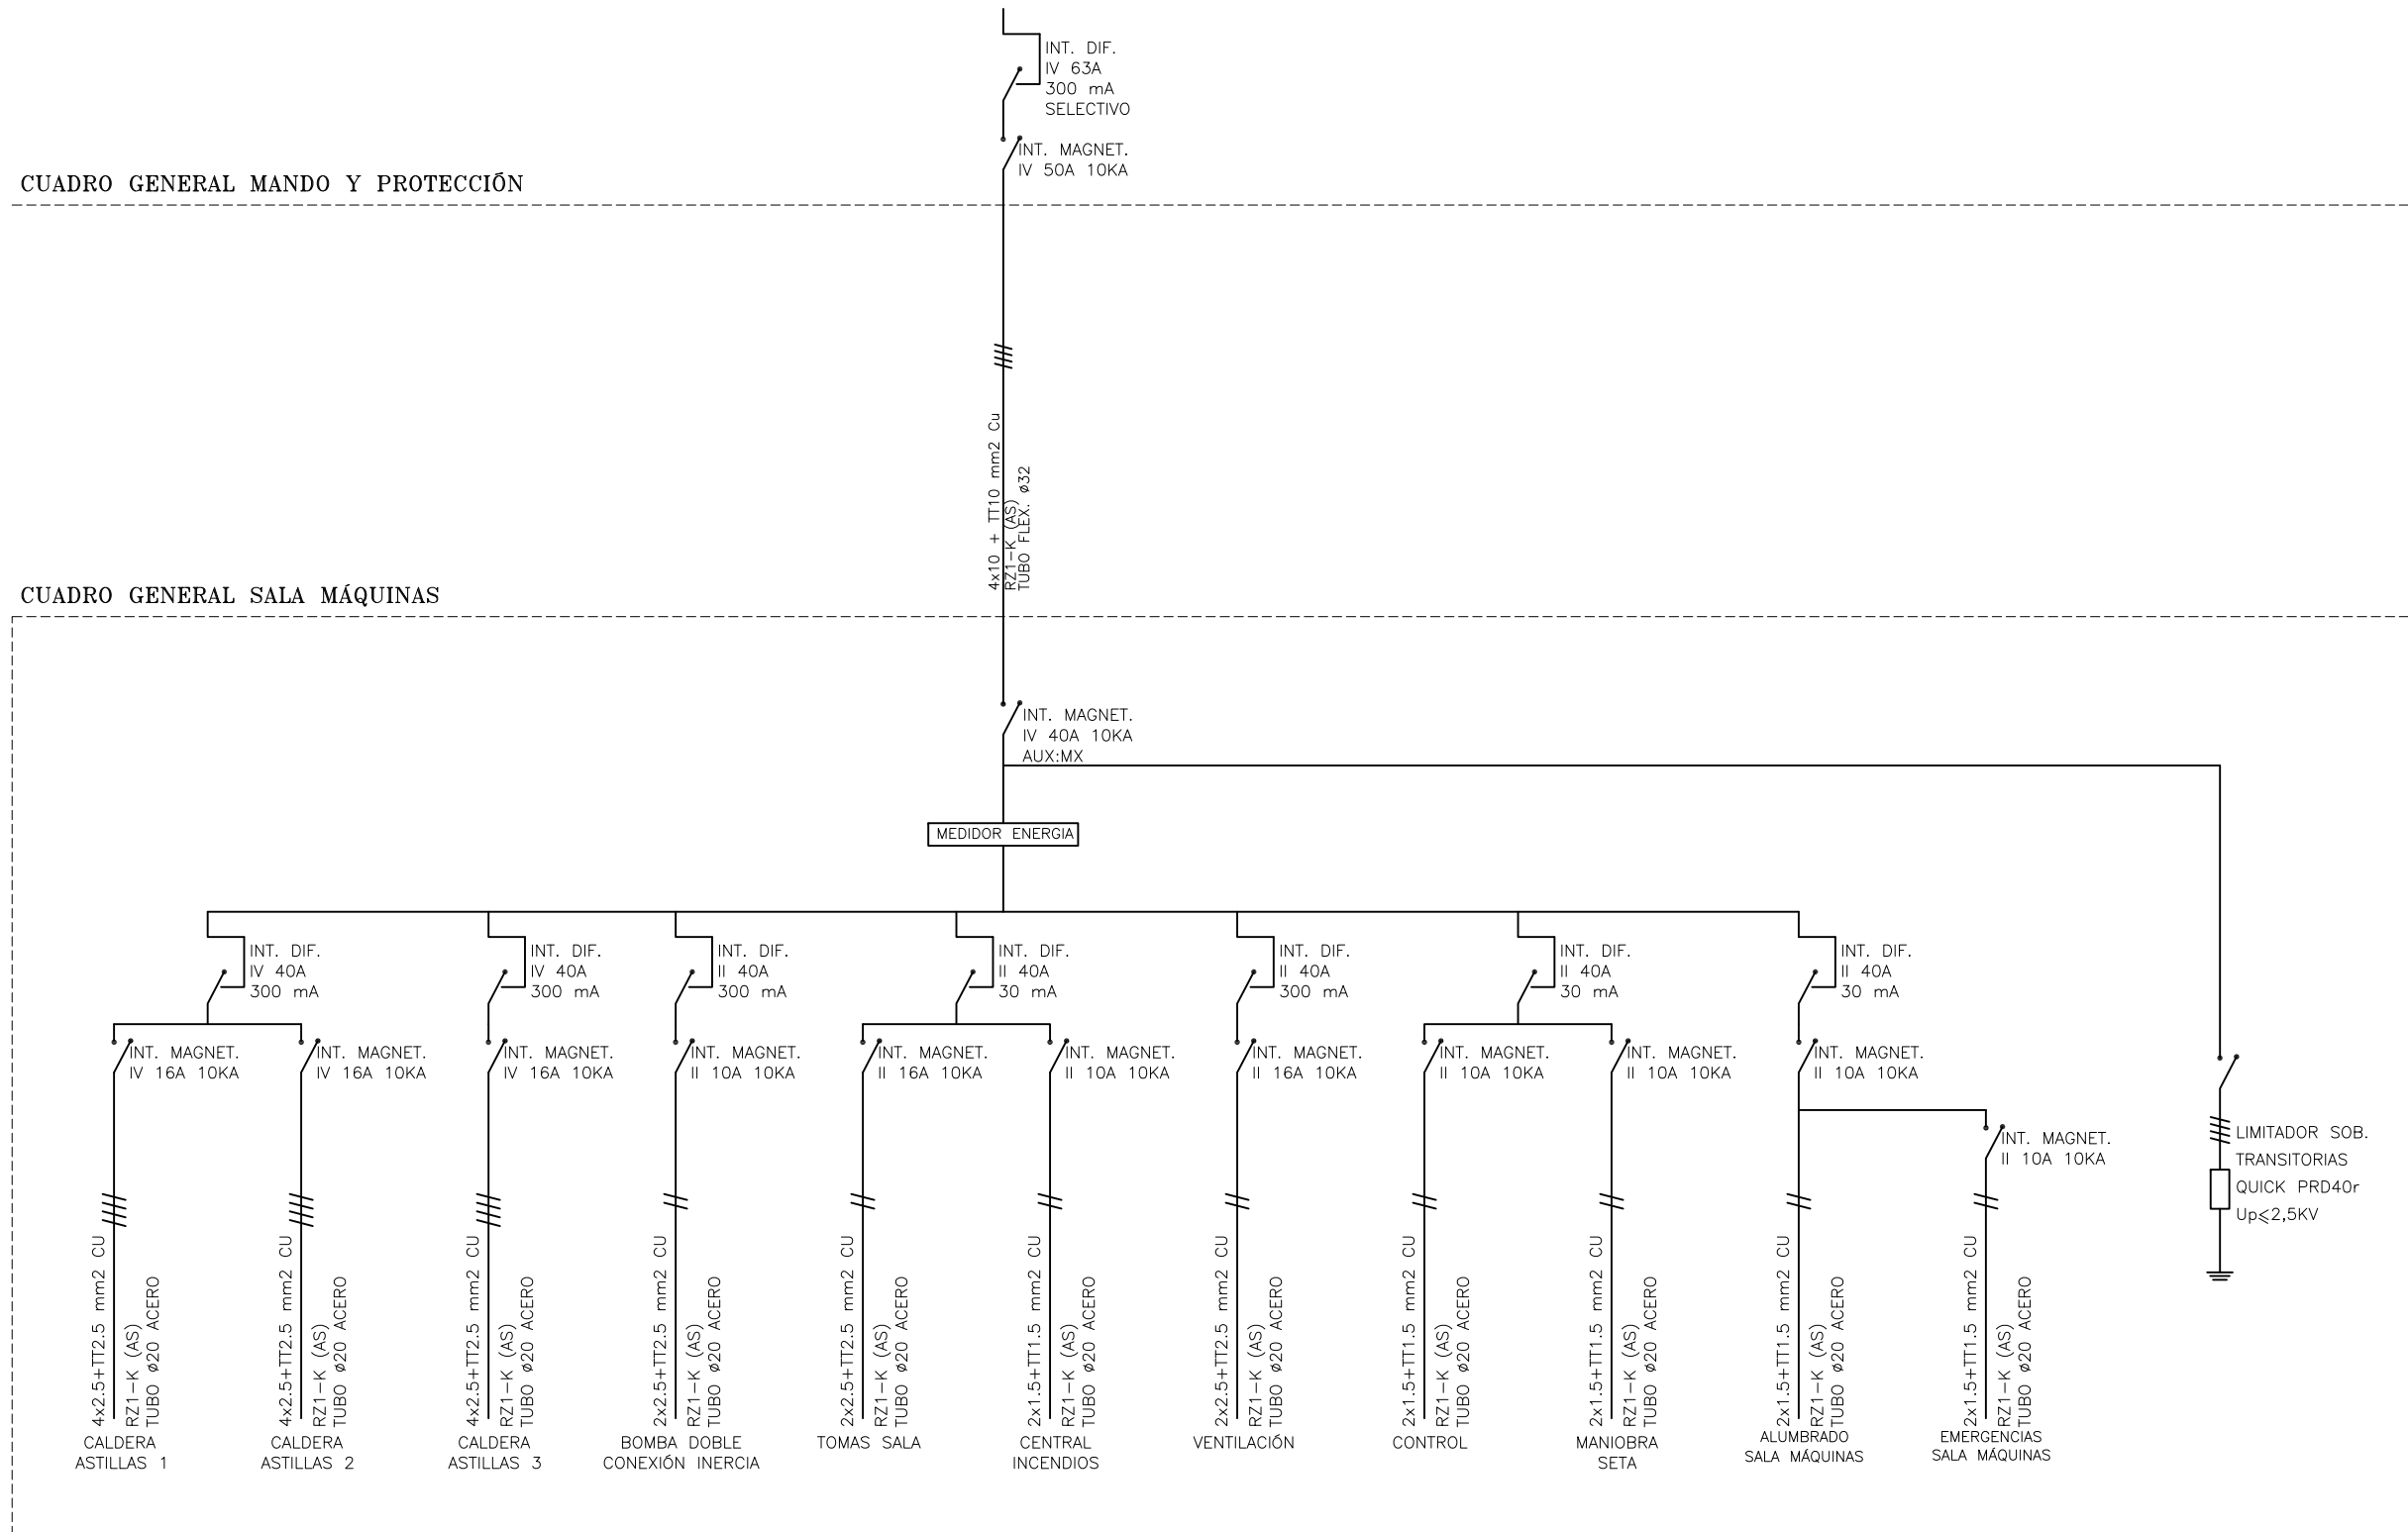 INT. DIF.
IV 63A
300 mA
SELECTIVO
INT. MAGNET.
IV 50A 10KA
CUADRO GENERAL MANDO Y PROTECCIÓN
4x10 + TT10 mm2 Cu
RZ1-K (AS)
TUBO FLEX. ø32
CUADRO GENERAL SALA MÁQUINAS
INT. MAGNET.
IV 40A 10KA
AUX:MX
MEDIDOR ENERGIA
INT. DIF.
IV 40A
300 mA
INT. DIF.
IV 40A
300 mA
INT. DIF.
II 40A
300 mA
INT. DIF.
II 40A
30 mA
INT. DIF.
II 40A
300 mA
INT. DIF.
II 40A
30 mA
INT. DIF.
II 40A
30 mA
INT. MAGNET.
IV 16A 10KA
INT. MAGNET.
IV 16A 10KA
INT. MAGNET.
IV 16A 10KA
INT. MAGNET.
II 10A 10KA
INT. MAGNET.
II 16A 10KA
INT. MAGNET.
II 10A 10KA
INT. MAGNET.
II 16A 10KA
INT. MAGNET.
II 10A 10KA
INT. MAGNET.
II 10A 10KA
INT. MAGNET.
II 10A 10KA
INT. MAGNET.
II 10A 10KA
LIMITADOR SOB.
TRANSITORIAS
QUICK PRD40r
Up⩽2,5KV
4x2.5+TT2.5 mm2 CU
RZ1-K (AS)
TUBO ø20 ACERO
4x2.5+TT2.5 mm2 CU
RZ1-K (AS)
TUBO ø20 ACERO
4x2.5+TT2.5 mm2 CU
RZ1-K (AS)
TUBO ø20 ACERO
2x2.5+TT2.5 mm2 CU
RZ1-K (AS)
TUBO ø20 ACERO
2x2.5+TT2.5 mm2 CU
RZ1-K (AS)
TUBO ø20 ACERO
2x1.5+TT1.5 mm2 CU
RZ1-K (AS)
TUBO ø20 ACERO
2x2.5+TT2.5 mm2 CU
RZ1-K (AS)
TUBO ø20 ACERO
2x1.5+TT1.5 mm2 CU
RZ1-K (AS)
TUBO ø20 ACERO
2x1.5+TT1.5 mm2 CU
RZ1-K (AS)
TUBO ø20 ACERO
2x1.5+TT1.5 mm2 CU
RZ1-K (AS)
TUBO ø20 ACERO
2x1.5+TT1.5 mm2 CU
RZ1-K (AS)
TUBO ø20 ACERO
CALDERA
ASTILLAS 1
CALDERA
ASTILLAS 2
CALDERA
ASTILLAS 3
BOMBA DOBLE
CONEXIÓN INERCIA
TOMAS SALA
CENTRAL
INCENDIOS
VENTILACIÓN
CONTROL
MANIOBRA
SETA
ALUMBRADO
SALA MÁQUINAS
EMERGENCIAS
SALA MÁQUINAS